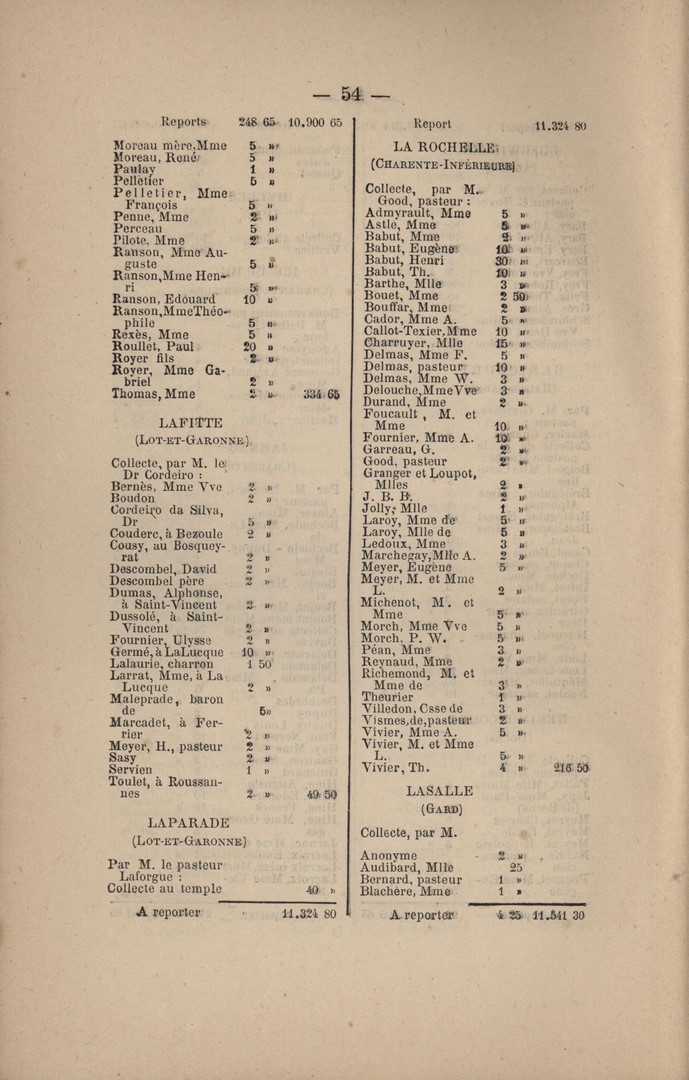 — 54 —
Reports 248 65 10.900 65
Moreau mère, Mme 5 »
Moreau, René 5 »
Paulay 1 »
Pelletier 5 »
Pelletier, Mme
François 5 »
Penne, Mme 2 »
Perceau 5 »
Pilote, Mme 2 »
Ranson, Mme Au-
guste 5 »
Ranson, Mme Hen-
ri 5 »
Ranson, Edouard 10 »
Ranson, Mme Théo-
phile 5 »
Rexès, Mme 5 »
Roullet, Paul 20 »
Royer fils 2 »
Royer, Mme Ga-
briel 2 »
Thomas, Mme 2 » 334 65
LAFITTE
(LOT-ET-GARONNE)
Collecte, par M. le
Dr Cordeiro :
Bernès, Mme Vve 2 »
Boudon 2 »
Cordeiro da Silva,
Dr 5 »
Couderc, à Bezoule 2 »
Cousy, au Bosquey-
rat 2 »
Descombel, David 2 »
Descombel père 2 »
Dumas, Alphonse,
à Saint-Vincent 2 »
Dussolé, à Saint-
Vincent 2 »
Fournier, Ulysse 2 »
Germé, à LaLucque 10 »
Lalaurie, charron 1 50
Larrat, Mme, à La
Lucque 2 »
Maleprade, baron
de 5 »
Marcadet, à Fer-
rier 2 »
Meyer, H., pasteur 2 »
Sasy 2 »
Servien 1 »
Toulet, à Roussan-
nes 2 » 49 50
LAPARADE
(LOT-ET-GARONNE)
Par M. le pasteur
Laforgue :
Collecte au temple 40 »
A reporter 11.324 80
Report 11.324 80
LA ROCHELLE
(CHARENTE-INFÉRIEURE)
Collecte, par M.
Good, pasteur :
Admyrault, Mme 5 »
Astle, Mme 5 »
Babut, Mme 2 »
Babut, Eugène 10 »
Babut, Henri 30 »
Babut, Th. 10 »
Barthe, Mlle 3 »
Bouet, Mme 2 50
Bouffar, Mme 2 »
Cador, Mme A. 5 »
Callot-Texier, Mme 10 »
Charruyer, Mlle 15 »
Delmas, Mme F. 5 »
Delmas, pasteur 10 »
Delmas, Mme W. 3 »
Delouche, Mme Vve 3 »
Durand, Mme 2 »
Foucault, M. et
Mme 10 »
Fournier, Mme A. 10 »
Garreau, G. 2 »
Good, pasteur 2 »
Granger et Loupot,
Mlles 2 »
J. B. B. 2 »
Jolly, Mlle 1 »
Laroy, Mme de 5 »
Laroy, Mlle de 5 »
Ledoux, Mme 3 »
Marchegay, Mlle A. 2 »
Meyer, Eugène 5 »
Meyer, M. et Mme
L. 2 »
Michenot, M. et
Mme 5 »
Morch, Mme Vve 5 »
Morch, P. W. 5 »
Péan, Mme 3 »
Reynaud, Mme 2 »
Richemond, M. et
Mme de 3 »
Theurier 1 »
Villedon, Csse de 3 »
Vismes, de, pasteur 2 »
Vivier, Mme A. 5 »
Vivier, M. et Mme
L. 5 »
Vivier, Th. 4 » 216 50
LASALLE
(GARD)
Collecte, par M.
Anonyme 2 »
Audibard, Mlle 25
Bernard, pasteur 1 »
Blachère, Mme 1 »
A reporter 4 25 11.541 30